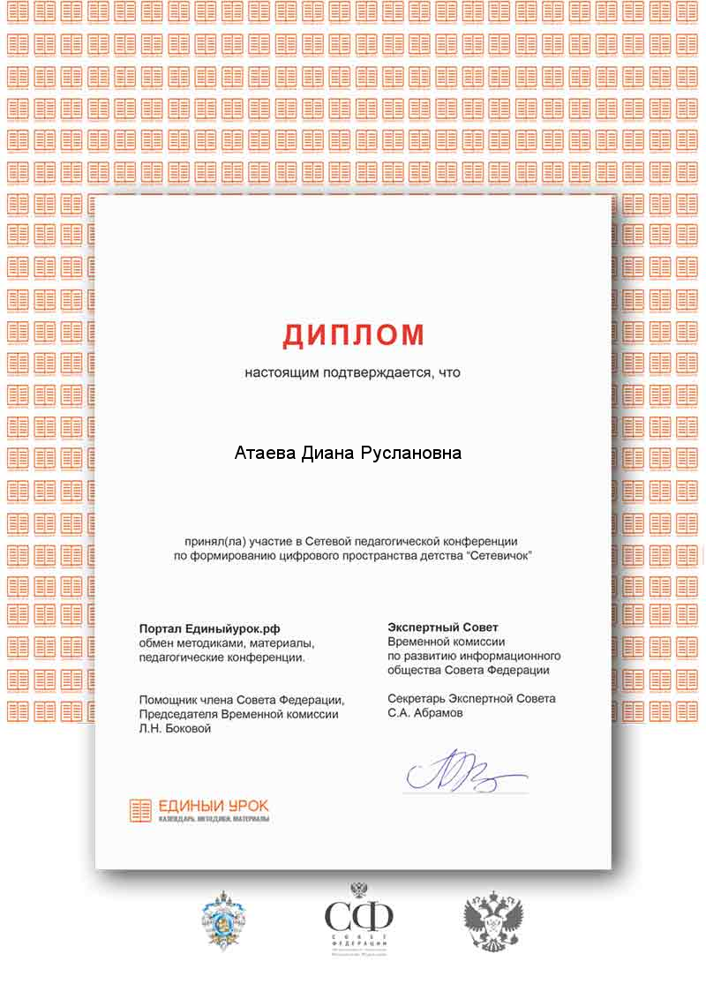 ДИПЛОМ
настоящим подтверждается, что
Атаева Диана Руслановна
принял(ла) участие в Сетевой педагогической конференции
по формированию цифрового пространства детства “Сетевичок”
Портал Единыйурок.рф
обмен методиками, материалы,
педагогические конференции.
Помощник члена Совета Федерации,
Председателя Временной комиссии
Л.Н. Боковой
Экспертный Совет
Временной комиссии
по развитию информационного
общества Совета Федерации
Секретарь Экспертной Совета
С.А. Абрамов
ЕДИНЫЙ УРОК
КАЛЕНДАРЬ, МЕТОДИКИ, МАТЕРИАЛЫ
СФ
СОВЕТ
ФЕДЕРАЦИИ